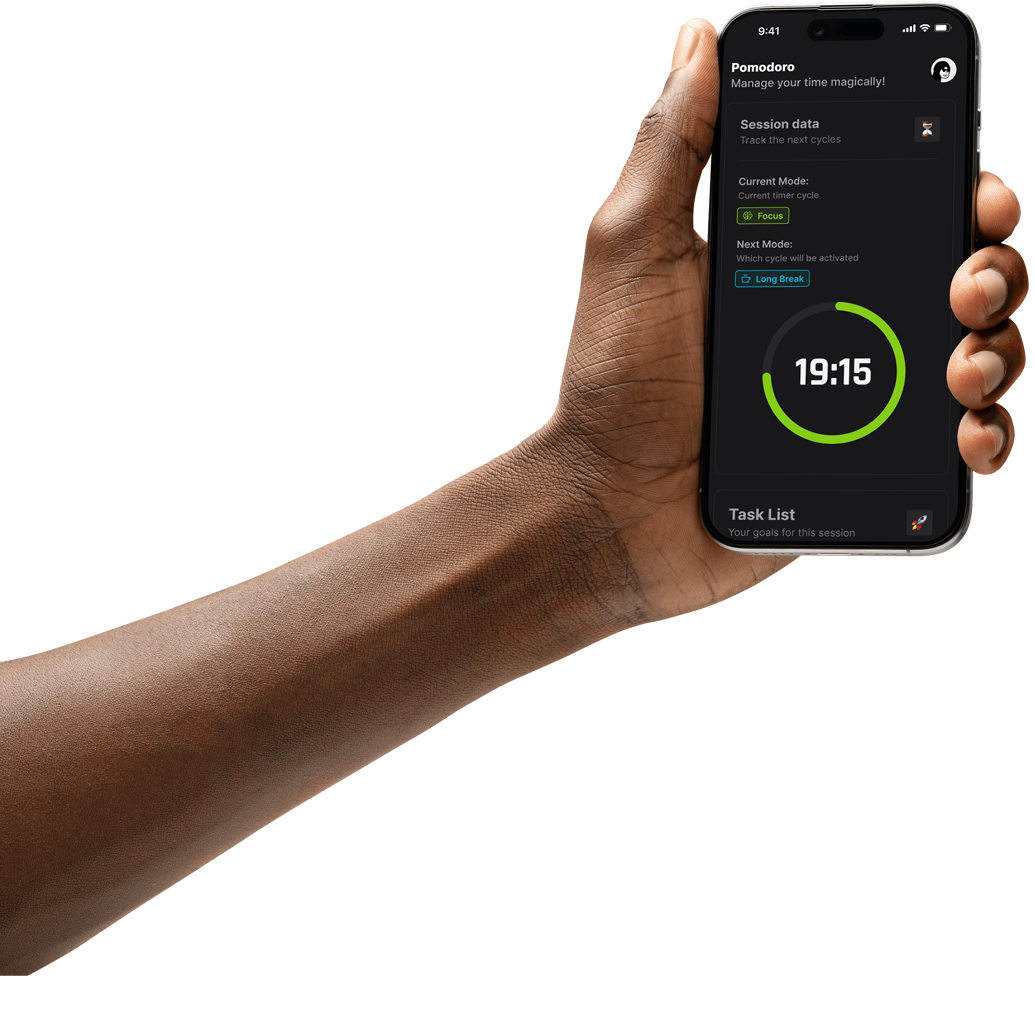 9:41
Pomodoro
Manage your time magically!
Session data
Track the next cycles
Current Mode:
Current timer cycle
Focus
Next Mode:
Which cycle will be activated
Long Break
19:15
Task List
Your goals for this session